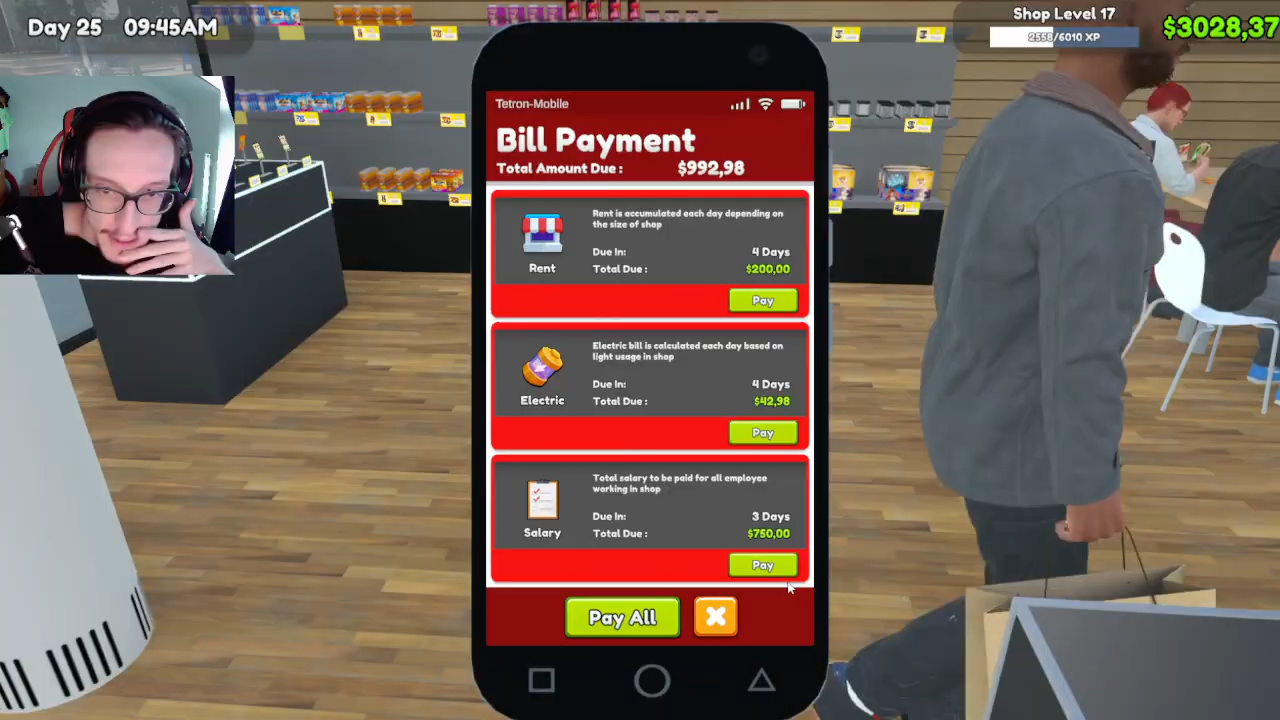 Day 25 09:45AM
Shop Level 17
2558/6010 XP
$3028,37
Tetron-Mobile
Bill Payment
Total Amount Due : $992,98
Rent is accumulated each day depending on
the size of shop
Rent
Due In: 4 Days
Total Due : $200,00
Pay
Electric bill is calculated each day based on
light usage in shop
Electric
Due In: 4 Days
Total Due : $42,98
Pay
Total salary to be paid for all employee
working in shop
Salary
Due In: 3 Days
Total Due : $750,00
Pay
Pay All